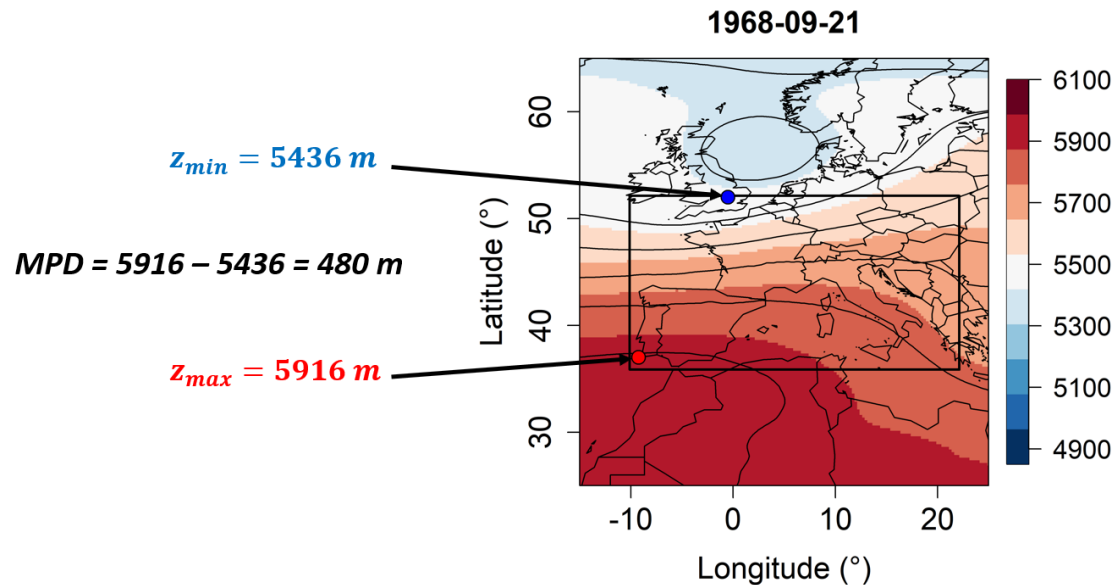 1968-09-21
z_min = 5436 m
MPD = 5916 – 5436 = 480 m
z_max = 5916 m
Latitude (°)
60
50
40
30
-10 0 10 20
Longitude (°)
6100
5900
5700
5500
5300
5100
4900